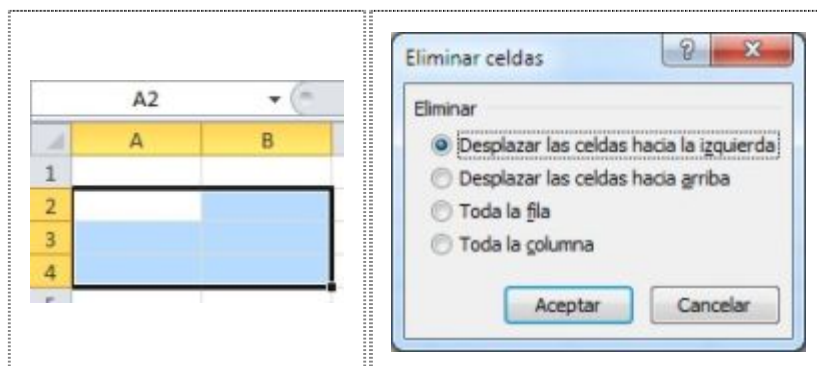 A2
A B
1
2
3
4
Eliminar celdas
Eliminar
Desplazar las celdas hacia la izquierda
Desplazar las celdas hacia arriba
Toda la fila
Toda la columna
Aceptar Cancelar